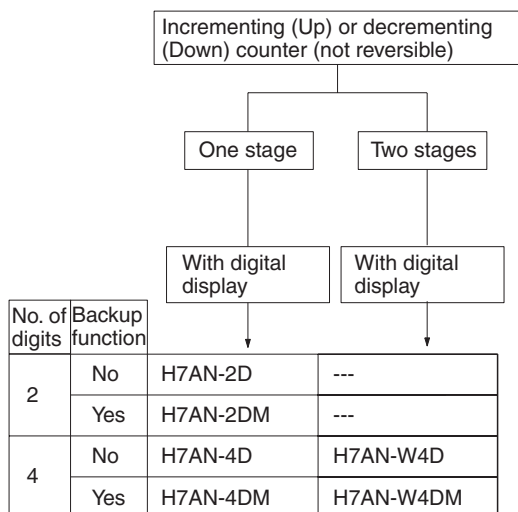 Incrementing (Up) or decrementing
(Down) counter (not reversible)
One stage
Two stages
With digital
display
With digital
display
No. of
digits
Backup
function
2
No
H7AN-2D
---
Yes
H7AN-2DM
---
4
No
H7AN-4D
H7AN-W4D
Yes
H7AN-4DM
H7AN-W4DM